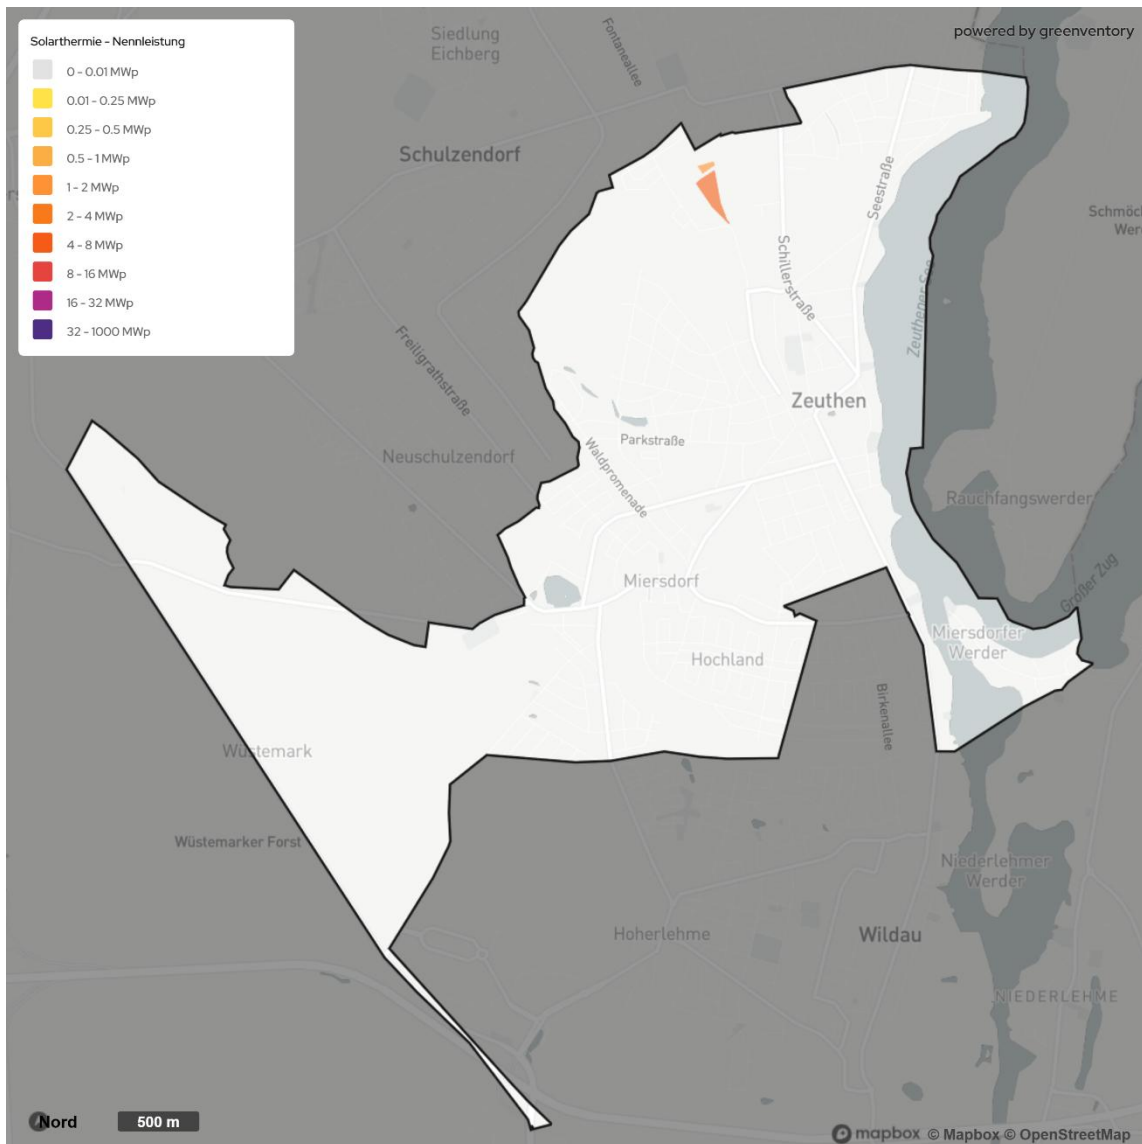 Solarthermie - Nennleistung
0 - 0.01 MWp
0.01 - 0.25 MWp
0.25 - 0.5 MWp
0.5 - 1 MWp
1 - 2 MWp
2 - 4 MWp
4 - 8 MWp
8 - 16 MWp
16 - 32 MWp
32 - 1000 MWp
powered by greenventory
Siedlung
Eichberg
Fontaneallee
Schulzendorf
Seestraße
Schillerstraße
Zeuthener See
Freiligrathstraße
Zeuthen
Parkstraße
Waldpromenade
Neuschulzendorf
Rauchfangswerder
Miersdorf
Großer Zug
Miersdorfer
Werder
Hochland
Birkenallee
Wüstemark
Wüstemarker Forst
Niederlehmer
Werder
Hoherlehme
Wildau
NIEDERLEHME
Nord
500 m
mapbox © Mapbox © OpenStreetMap